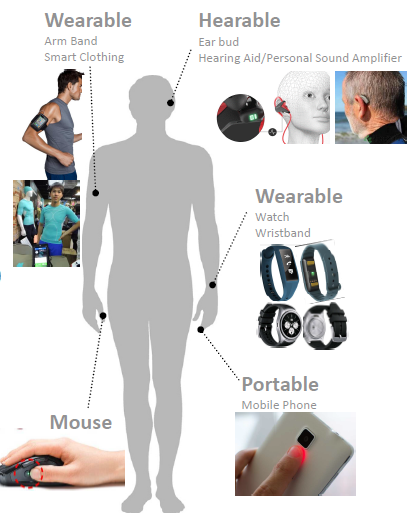 Wearable
Arm Band
Smart Clothing
Hearable
Ear bud
Hearing Aid/Personal Sound Amplifier
Wearable
Watch
Wristband
Portable
Mobile Phone
Mouse